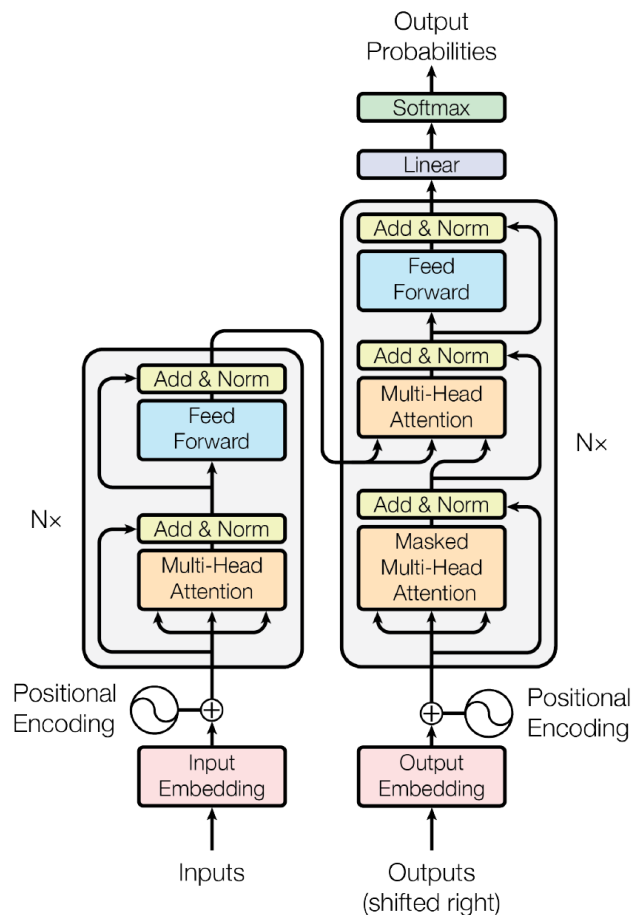 Output
Probabilities
Softmax
Linear
Add & Norm
Feed
Forward
Add & Norm
Multi-Head
Attention
Nx
Add & Norm
Masked
Multi-Head
Attention
Add & Norm
Feed
Forward
Nx
Add & Norm
Multi-Head
Attention
Positional
Encoding
Positional
Encoding
Input
Embedding
Output
Embedding
Inputs
Outputs
(shifted right)